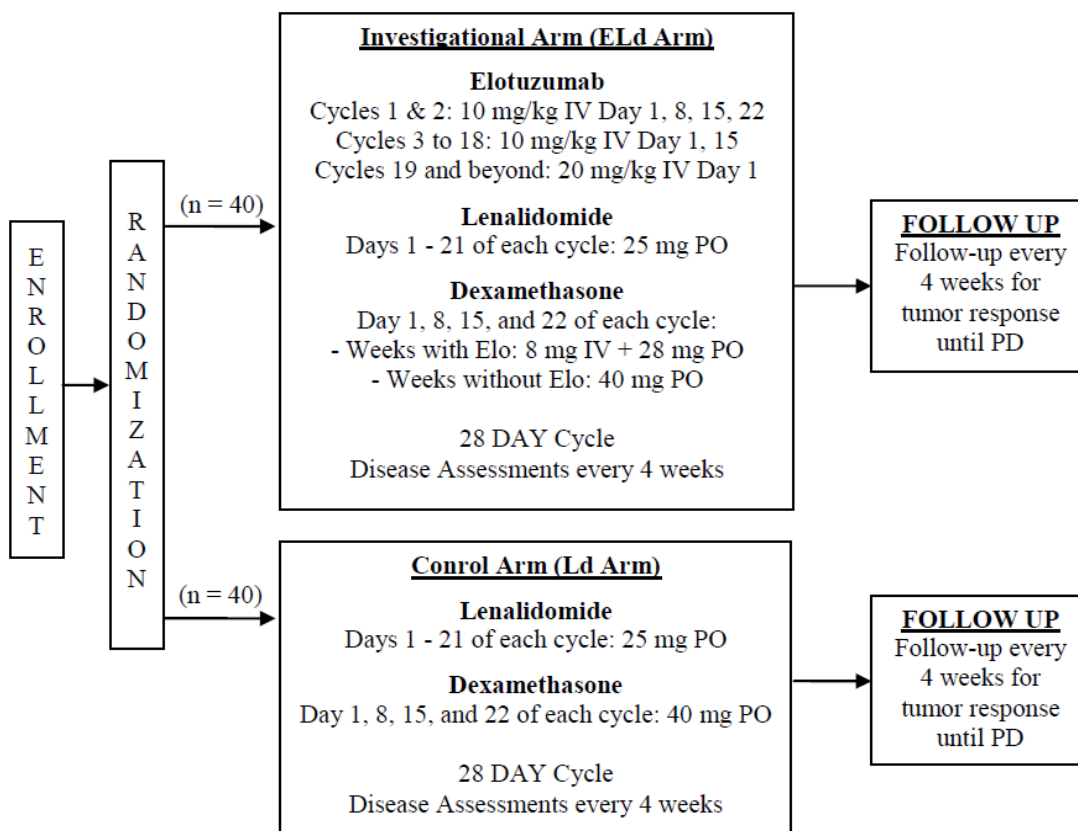 ENROLLMENT
RANDOMIZATION
(n = 40)
Investigational Arm (ELd Arm)
Elotuzumab
Cycles 1 & 2: 10 mg/kg IV Day 1, 8, 15, 22
Cycles 3 to 18: 10 mg/kg IV Day 1, 15
Cycles 19 and beyond: 20 mg/kg IV Day 1
Lenalidomide
Days 1 - 21 of each cycle: 25 mg PO
Dexamethasone
Day 1, 8, 15, and 22 of each cycle:
- Weeks with Elo: 8 mg IV + 28 mg PO
- Weeks without Elo: 40 mg PO
28 DAY Cycle
Disease Assessments every 4 weeks
FOLLOW UP
Follow-up every
4 weeks for
tumor response
until PD
(n = 40)
Conrol Arm (Ld Arm)
Lenalidomide
Days 1 - 21 of each cycle: 25 mg PO
Dexamethasone
Day 1, 8, 15, and 22 of each cycle: 40 mg PO
28 DAY Cycle
Disease Assessments every 4 weeks
FOLLOW UP
Follow-up every
4 weeks for
tumor response
until PD